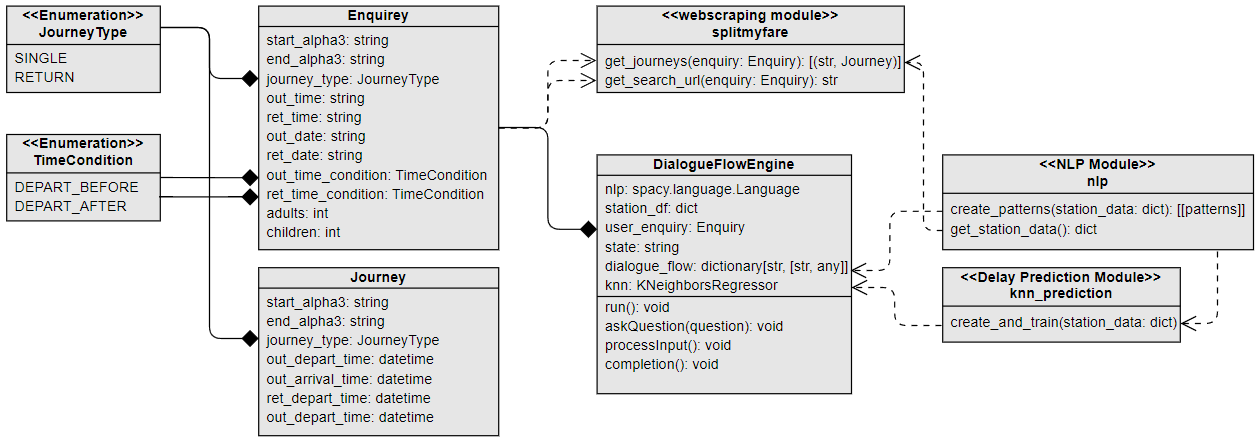 <<Enumeration>>
JourneyType
SINGLE
RETURN
<<Enumeration>>
TimeCondition
DEPART_BEFORE
DEPART_AFTER
Enquirey
start_alpha3: string
end_alpha3: string
journey_type: JourneyType
out_time: string
ret_time: string
out_date: string
ret_date: string
out_time_condition: TimeCondition
ret_time_condition: TimeCondition
adults: int
children: int
Journey
start_alpha3: string
end_alpha3: string
journey_type: JourneyType
out_depart_time: datetime
out_arrival_time: datetime
ret_depart_time: datetime
out_depart_time: datetime
<<webscraping module>>
splitmyfare
get_journeys(enquiry: Enquiry): [(str, Journey)]
get_search_url(enquiry: Enquiry): str
DialogueFlowEngine
nlp: spacy.language.Language
station_df: dict
user_enquiry: Enquiry
state: string
dialogue_flow: dictionary[str, [str, any]]
knn: KNeighborsRegressor
run(): void
askQuestion(question): void
processInput(): void
completion(): void
<<NLP Module>>
nlp
create_patterns(station_data: dict): [[patterns]]
get_station_data(): dict
<<Delay Prediction Module>>
knn_prediction
create_and_train(station_data: dict)